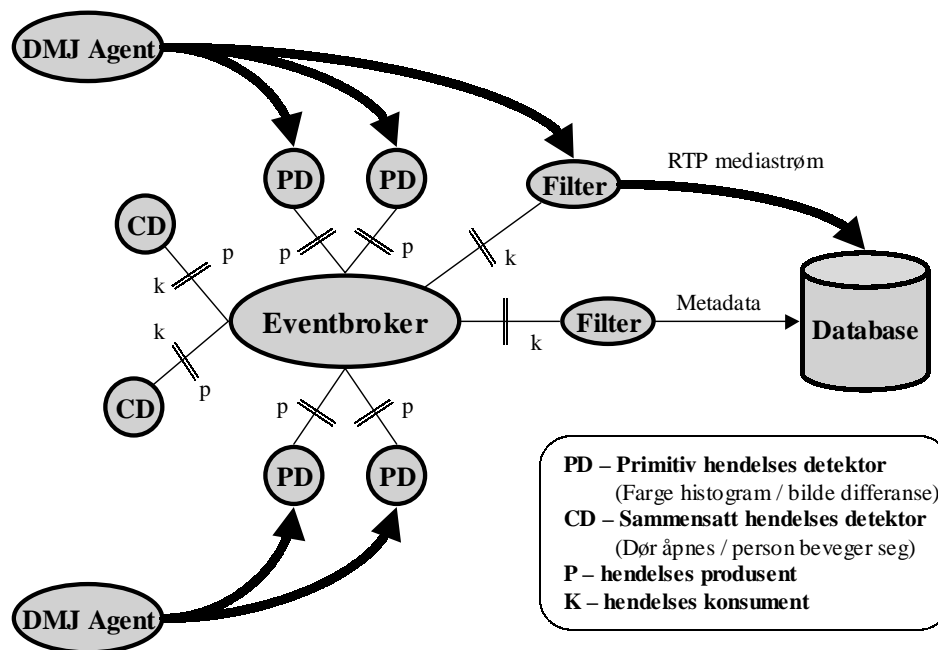 DMJ Agent
PD
PD
Filter
RTP mediastrøm
CD
p
k
p
p
k
Eventbroker
k
Filter
Metadata
Database
k
p
CD
p
p
PD
PD
DMJ Agent
PD – Primitiv hendelses detektor
(Farge histogram / bilde differanse)
CD – Sammensatt hendelses detektor
(Dør åpnes / person beveger seg)
P – hendelses produsent
K – hendelses konsument